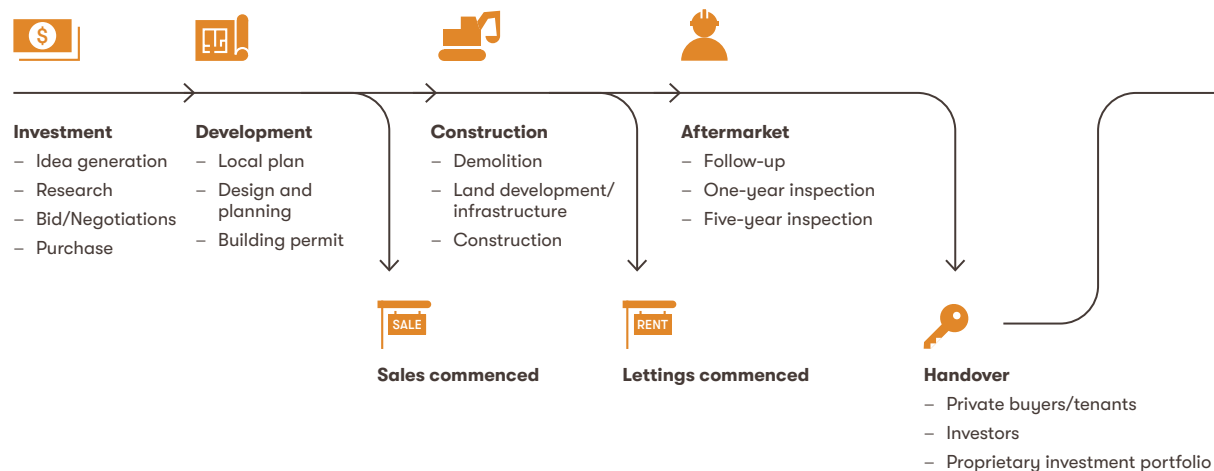 $
Investment
– Idea generation
– Research
– Bid/Negotiations
– Purchase
Development
– Local plan
– Design and
planning
– Building permit
Construction
– Demolition
– Land development/
infrastructure
– Construction
Aftermarket
– Follow-up
– One-year inspection
– Five-year inspection
SALE
Sales commenced
RENT
Lettings commenced
Handover
– Private buyers/tenants
– Investors
– Proprietary investment portfolio